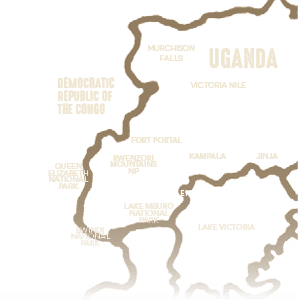 MURCHISON
FALLS
UGANDA
DEMOCRATIC
REPUBLIC OF
THE CONGO
VICTORIA NILE
FORT PORTAL
RWENZORI
MOUNTAINS
NP
KAMPALA
JINJA
QUEEN
ELIZABETH
NATIONAL
PARK
LAKE MBURO
NATIONAL
PARK
LAKE VICTORIA
NATIONAL
PARK